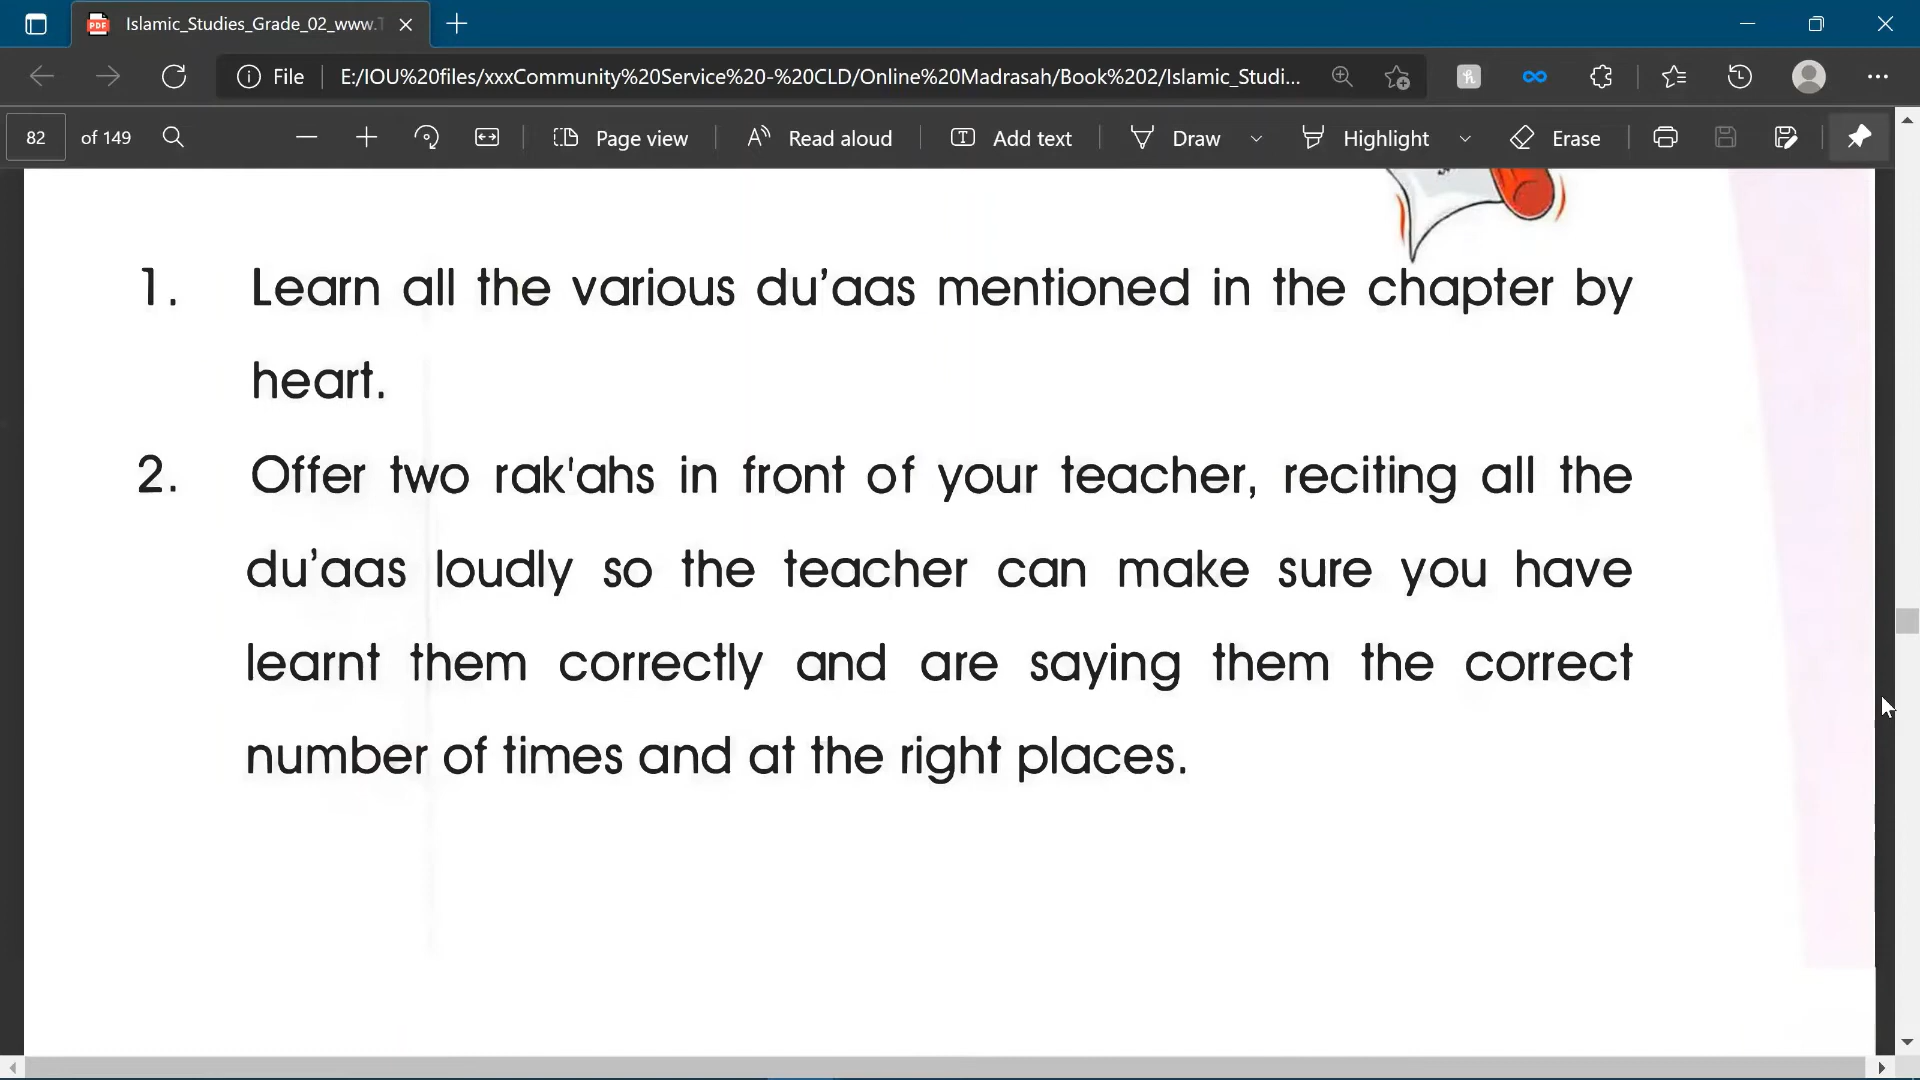 Islamic_Studies_Grade_02_www.
File
E:/IOU%20files/xxxCommunity%20Service%20-%20CLD/Online%20Madrasah/Book%202/Islamic_Studi...
82 of 149
Page view
Read aloud
Add text
Draw
Highlight
Erase
1. Learn all the various du’aas mentioned in the chapter by
heart.
2. Offer two rak'ahs in front of your teacher, reciting all the
du’aas loudly so the teacher can make sure you have
learnt them correctly and are saying them the correct
number of times and at the right places.